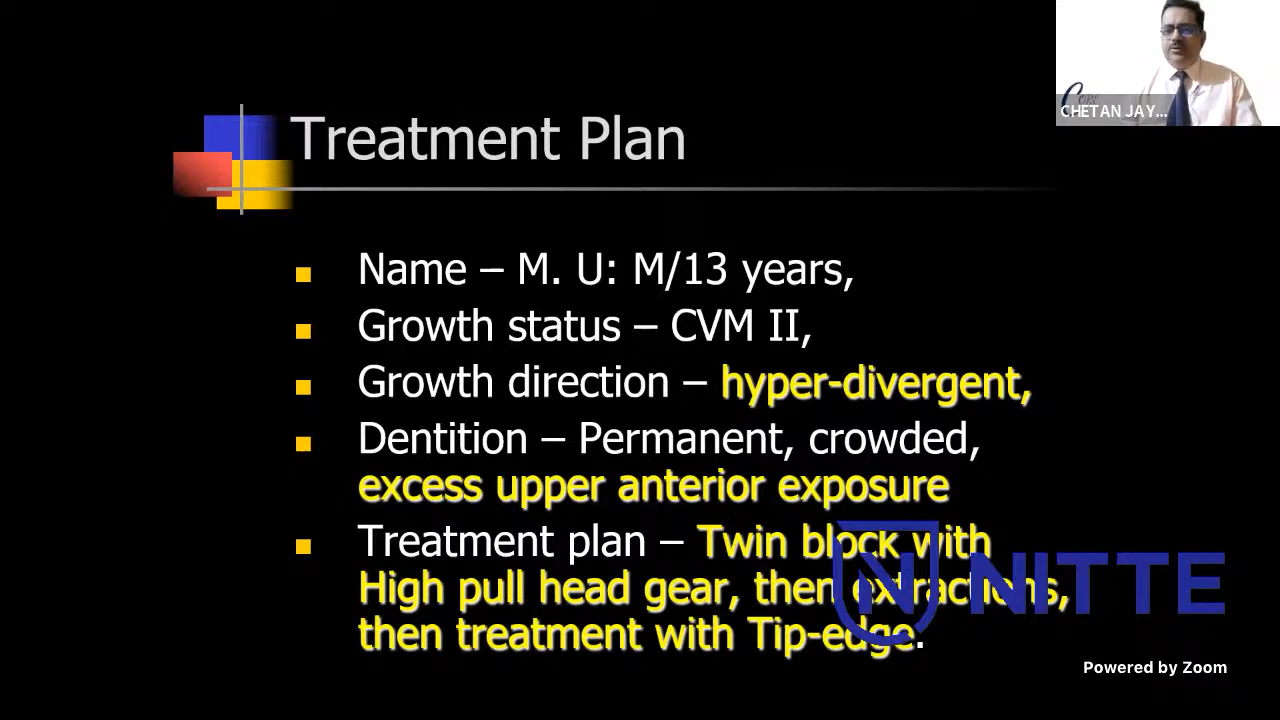 CHETAN JAY...
Treatment Plan
Name – M. U: M/13 years,
Growth status – CVM II,
Growth direction – hyper-divergent,
Dentition – Permanent, crowded,
excess upper anterior exposure
Treatment plan – Twin block with
High pull head gear, then extractions,
then treatment with Tip-edge.
NITTE
Powered by Zoom